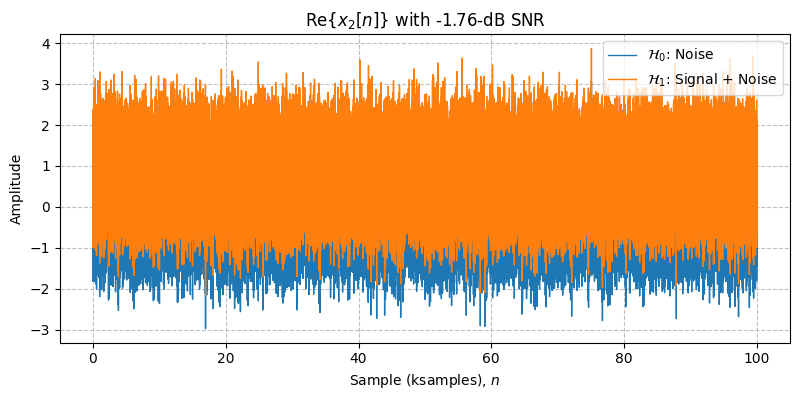 Re{x₂[n]} with -1.76-dB SNR
ℋ₀: Noise
ℋ₁: Signal + Noise
Amplitude
4
3
2
1
0
−1
−2
−3
0 20 40 60 80 100
Sample (ksamples), n